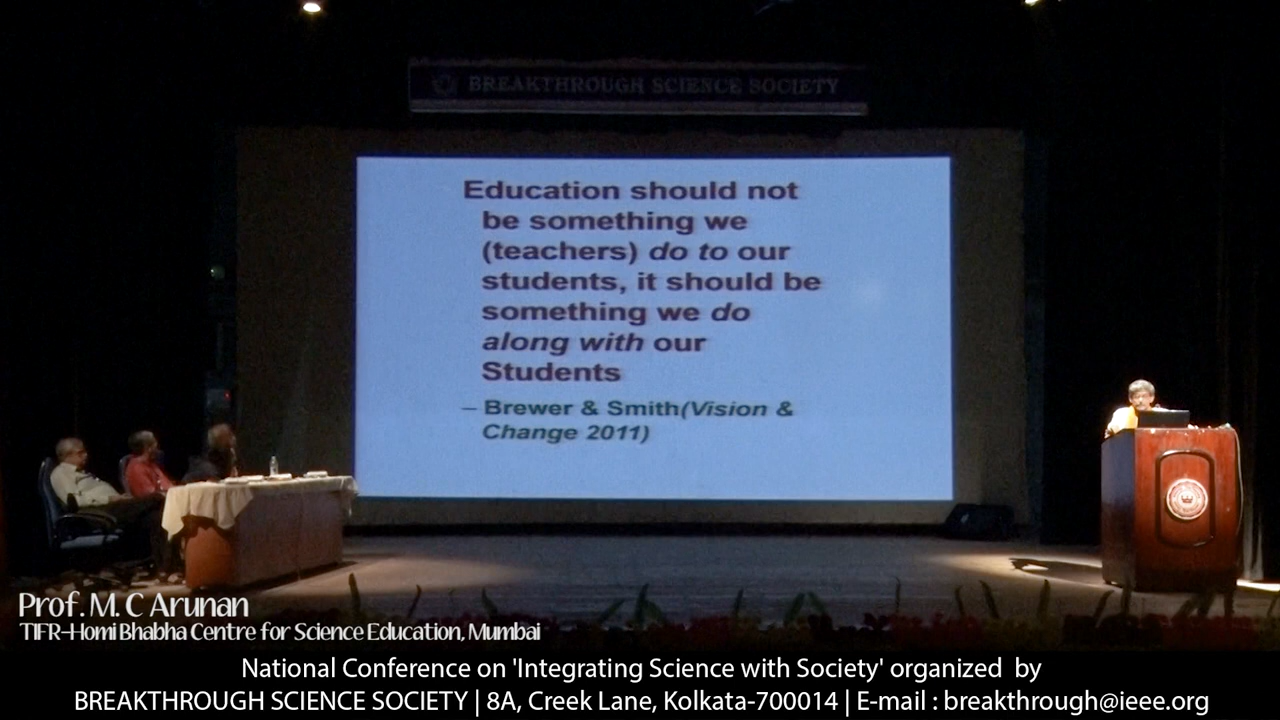 BREAKTHROUGH SCIENCE SOCIETY
Education should not
be something we
(teachers) do to our
students, it should be
something we do
along with our
Students
– Brewer & Smith(Vision &
Change 2011)
Prof. M. C Arunan
TIFR-Homi Bhabha Centre for Science Education, Mumbai
National Conference on 'Integrating Science with Society' organized by
BREAKTHROUGH SCIENCE SOCIETY | 8A, Creek Lane, Kolkata-700014 | E-mail : breakthrough@ieee.org